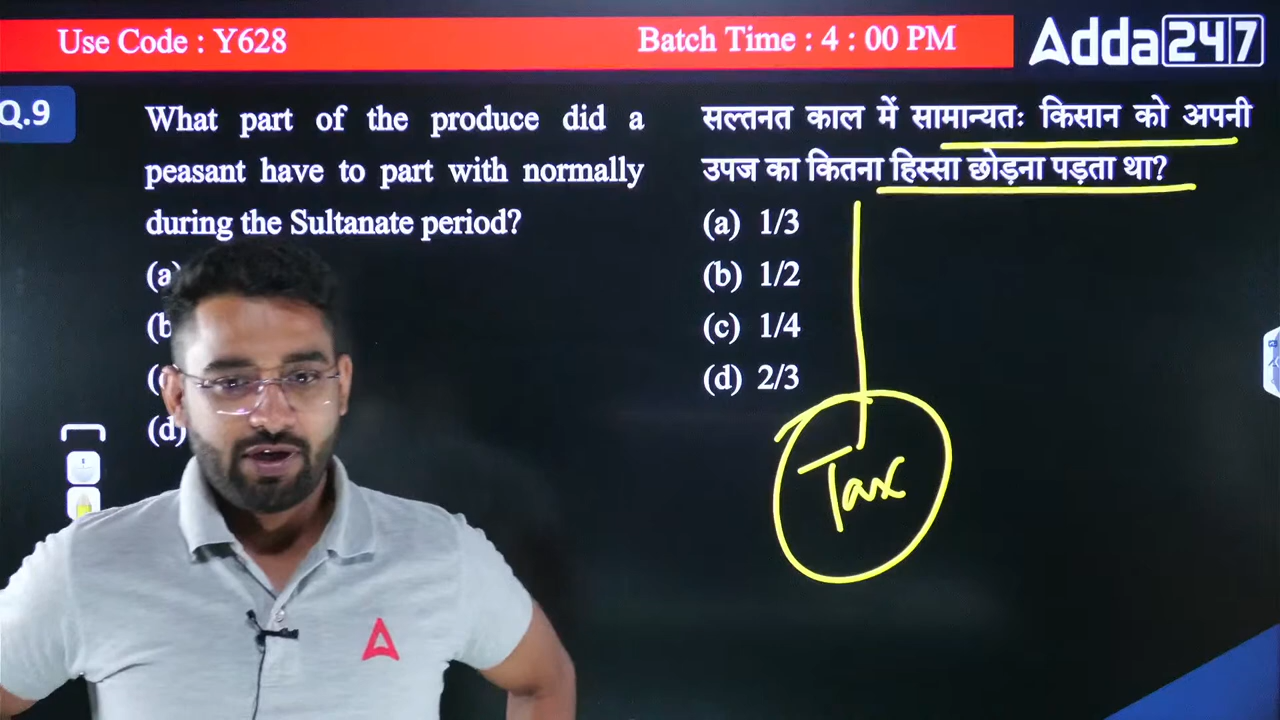 Use Code : Y628
Batch Time : 4 : 00 PM
Adda247
Q.9
What part of the produce did a
peasant have to part with normally
during the Sultanate period?
(a)
(b
(d)
सल्तनत काल में सामान्यतः किसान को अपनी
उपज का कितना हिस्सा छोड़ना पड़ता था?
(a) 1/3
(b) 1/2
(c) 1/4
(d) 2/3
Tax